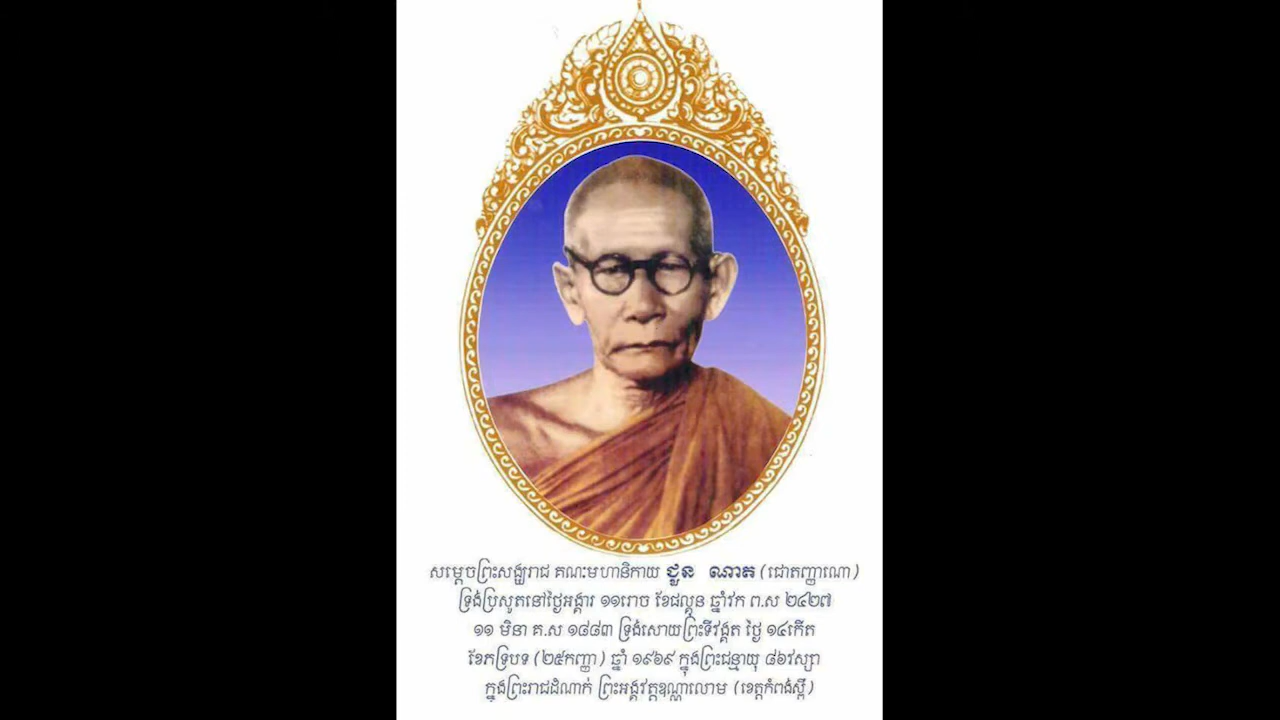 សម្តេចព្រះសង្ឃរាជ គណៈមហានិកាយ ជួន ណាត (ជោតញ្ញាណោ)
ទ្រង់ប្រសូតនៅថ្ងៃអង្គារ ១១រោច ខែផល្គុន ឆ្នាំវក ព.ស ២៤២៧
១១ មិនា គ.ស ១៨៨៣ ទ្រង់សោយព្រះទីវង្គត ថ្ងៃ ១៤កើត
ខែភទ្របទ (២៥កញ្ញា) ឆ្នាំ ១៩៦៩ ក្នុងព្រះជន្មាយុ ៨៦វស្សា
ក្នុងព្រះរាជដំណាក់ ព្រះអង្គវត្តឧណ្ណាលោម (ខេត្តកំពង់ស្ពឺ)